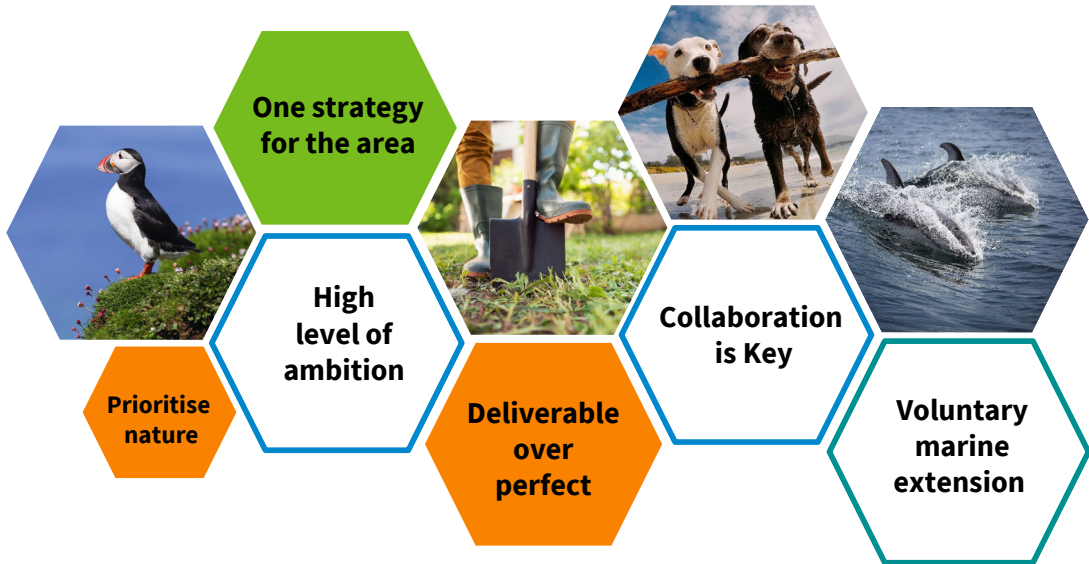 One strategy
for the area
High
level of
ambition
Collaboration
is Key
Prioritise
nature
Deliverable
over
perfect
Voluntary
marine
extension